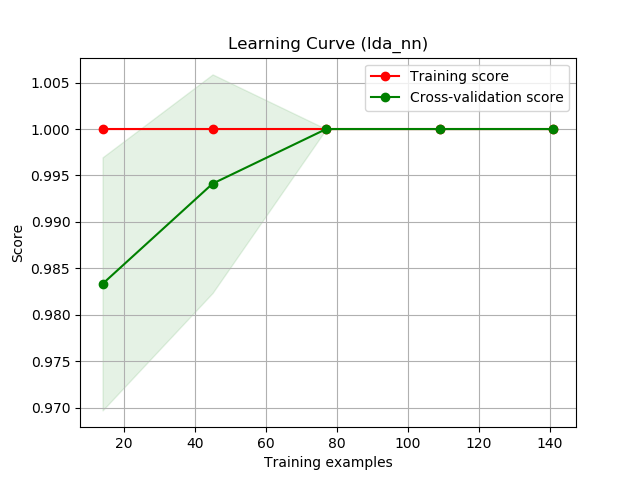 Learning Curve (lda_nn)
Training score
Cross-validation score
1.005
1.000
0.995
0.990
0.985
0.980
0.975
0.970
Score
20 40 60 80 100 120 140
Training examples